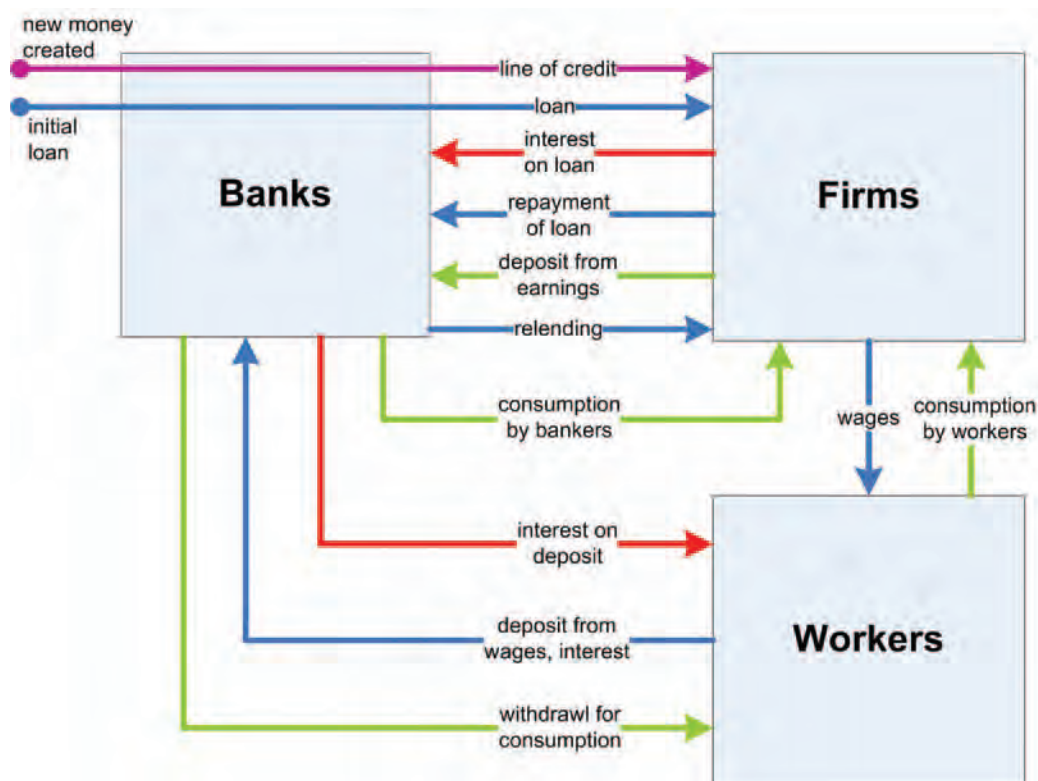 new money
created
line of credit
initial
loan
loan
interest
on loan
Banks
Firms
repayment
of loan
deposit from
earnings
relending
consumption
by bankers
wages
consumption
by workers
interest on
deposit
deposit from
wages, interest
Workers
withdrawl for
consumption